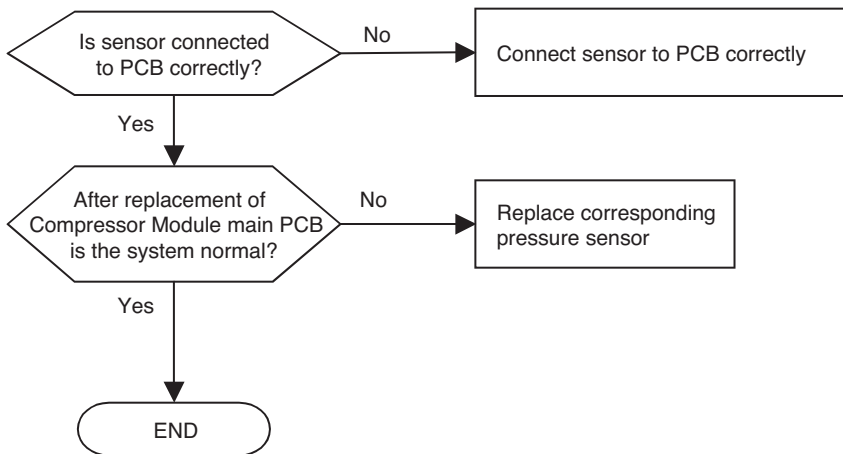 Is sensor connected
to PCB correctly?
No
Connect sensor to PCB correctly
Yes
After replacement of
Compressor Module main PCB
is the system normal?
No
Replace corresponding
pressure sensor
Yes
END